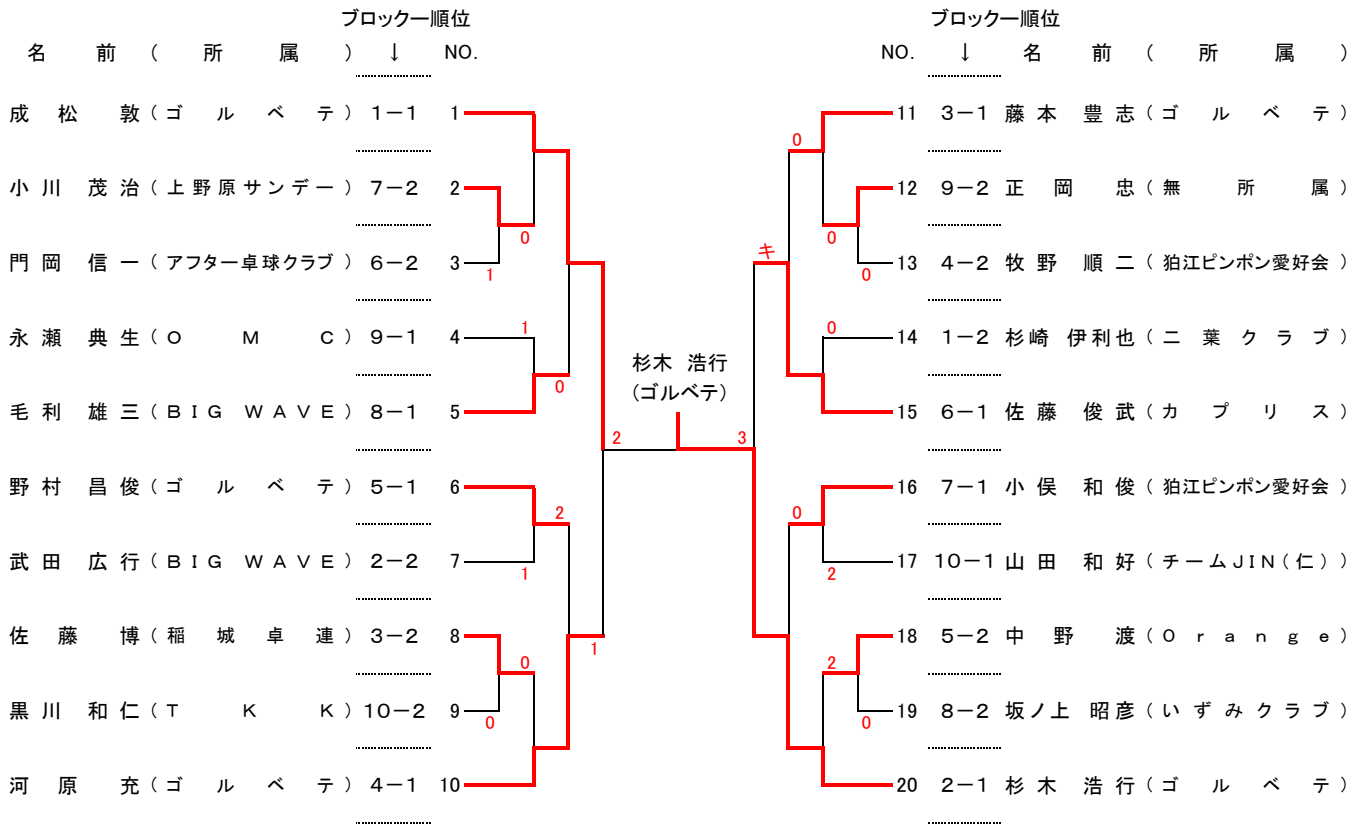 ブロックー順位 ブロックー順位
名 前 ( 所 属 ) ↓ NO. NO. ↓ 名 前 ( 所 属 )
成 松 敦 ( ゴ ル ベ テ ) 1-1 1 11 3-1 藤 本 豊 志 ( ゴ ル ベ テ )
0
小 川 茂 治 ( 上 野 原 サ ン デ ー ) 7-2 2 12 9-2 正 岡 忠 ( 無 所 属 )
0 0
キ
門 岡 信 一 ( アフター卓球クラブ ) 6-2 3 13 4-2 牧 野 順 二 ( 狛江ピンポン愛好会 )
1 0
1 0
永 瀬 典 生 ( O M C ) 9-1 4 14 1-2 杉 崎 伊 利 也 ( 二 葉 ク ラ ブ )
杉木 浩行
0
(ゴルベテ)
毛 利 雄 三 ( B I G W A V E ) 8-1 5 15 6-1 佐 藤 俊 武 ( カ プ リ ス )
2 3
野 村 昌 俊 ( ゴ ル ベ テ ) 5-1 6 16 7-1 小 俣 和 俊 ( 狛江ピンポン愛好会 )
2 0
武 田 広 行 ( B I G W A V E ) 2-2 7 17 10-1 山 田 和 好 ( チームJIN(仁) )
1 2
佐 藤 博 ( 稲 城 卓 連 ) 3-2 8 18 5-2 中 野 渡 ( O r a n g e )
1
0 2
黒 川 和 仁 ( T K K ) 10-2 9 19 8-2 坂ノ上 昭彦 ( い ず み ク ラ ブ )
0 0
河 原 充 ( ゴ ル ベ テ ) 4-1 10 20 2-1 杉 木 浩 行 ( ゴ ル ベ テ )